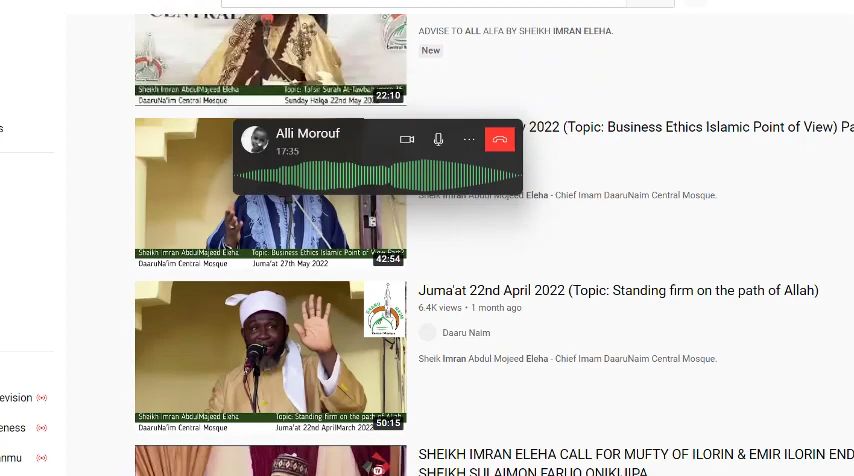 CENTRAL
ADVISE TO ALL ALFA BY SHEIKH IMRAN ELEHA.
New
Sheikh Imran AbdulMajeed Eleha
Topic: Tafsir Surah At-Tawbah
DaaruNa'im Central Mosque
Sunday Halqa 22nd May 2022
22:10
2022 (Topic: Business Ethics Islamic Point of View) Pa
Alli Morouf
17:35
Sheik Imran Abdul Mojeed Eleha - Chief Imam DaaruNaim Central Mosque.
Sheikh Imran AbdulMajeed Eleha
Topic: Business Ethics Islamic Point of View Part2
DaaruNa'im Central Mosque
Juma'at 27th May 2022
42:54
Juma'at 22nd April 2022 (Topic: Standing firm on the path of Allah)
6.4K views • 1 month ago
Daaru Naim
Sheik Imran Abdul Mojeed Eleha - Chief Imam DaaruNaim Central Mosque.
Sheikh Imran AbdulMajeed Eleha
Topic: Standing firm on the path of Allah
DaaruNa'im Central Mosque
Juma'at 22nd AprilMarch 2022
50:15
evision
eness
anmu
SHEIKH IMRAN ELEHA CALL FOR MUFTY OF ILORIN & EMIR ILORIN END
SHEIKH SULAIMON FARUQ ONIKIJIPA